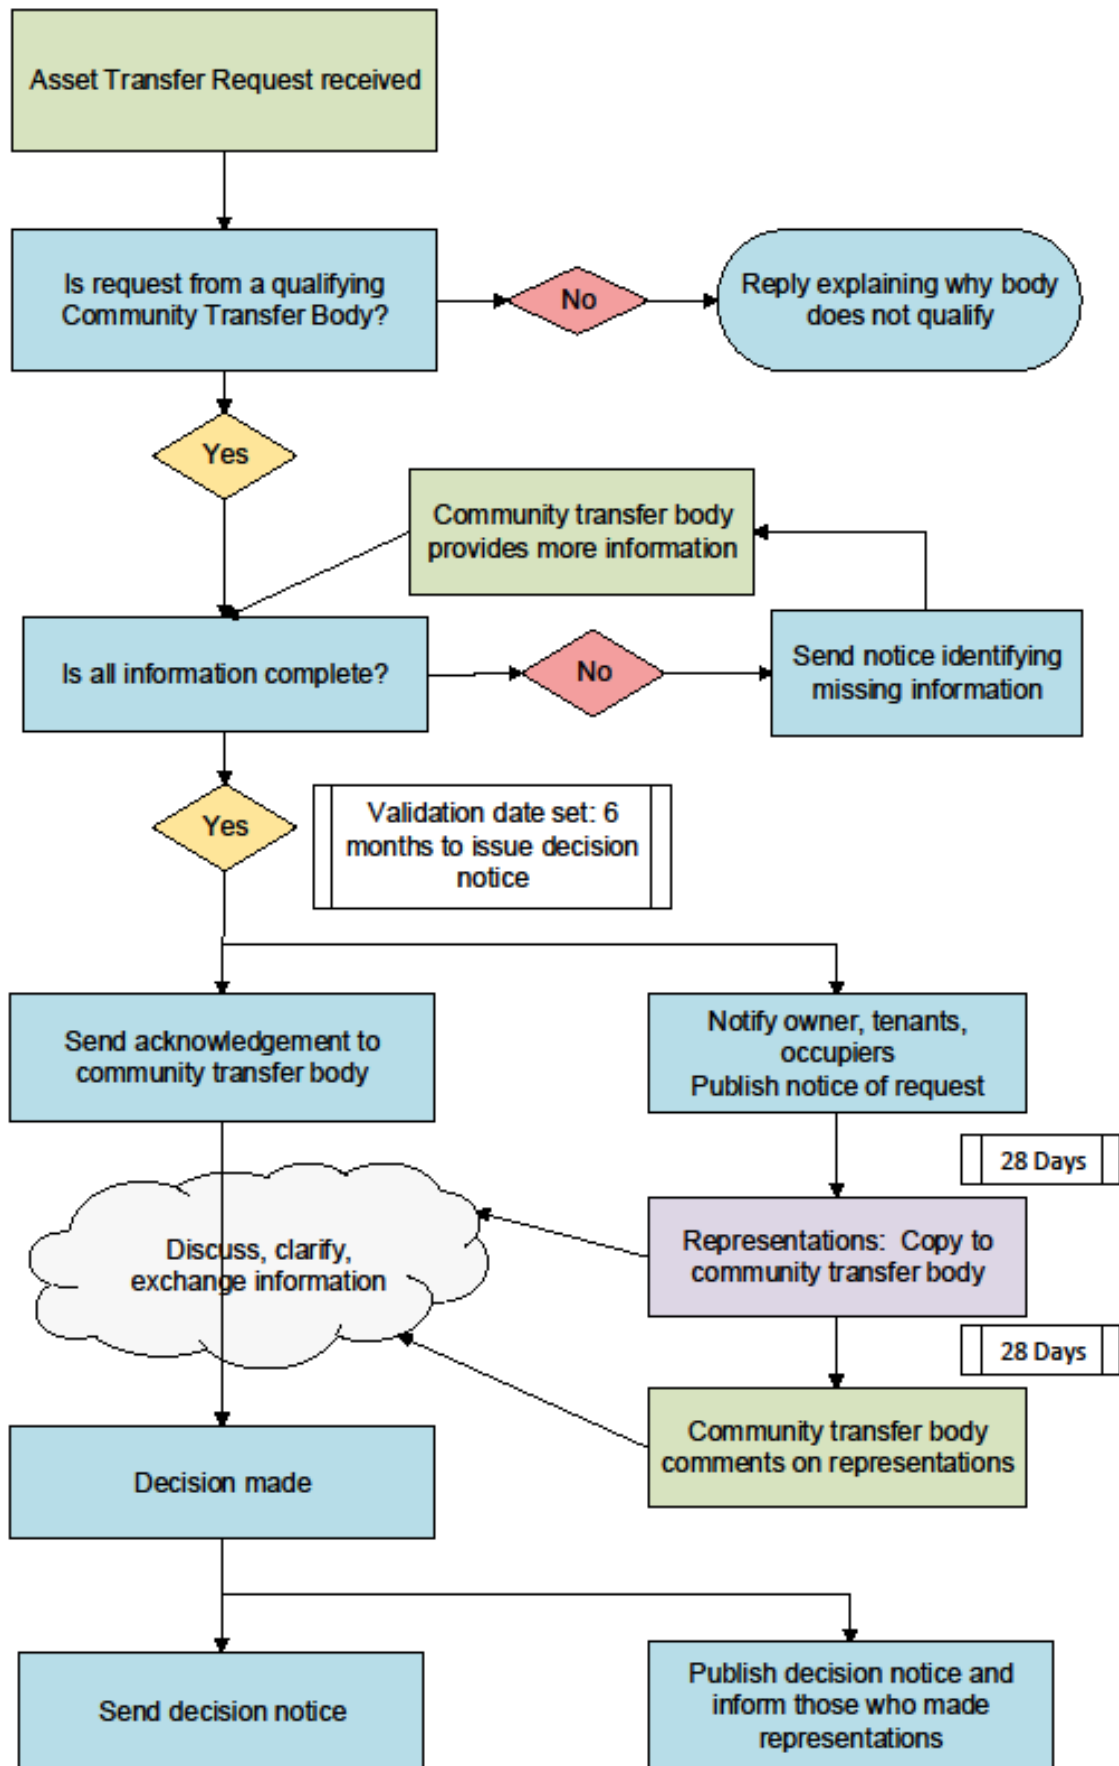 Asset Transfer Request received
Is request from a qualifying
Community Transfer Body?
No
Reply explaining why body
does not qualify
Yes
Community transfer body
provides more information
Is all information complete?
No
Send notice identifying
missing information
Yes
Validation date set: 6
months to issue decision
notice
Send acknowledgement to
community transfer body
Notify owner, tenants,
occupiers
Publish notice of request
28 Days
Discuss, clarify,
exchange information
Representations: Copy to
community transfer body
28 Days
Community transfer body
comments on representations
Decision made
Send decision notice
Publish decision notice and
inform those who made
representations